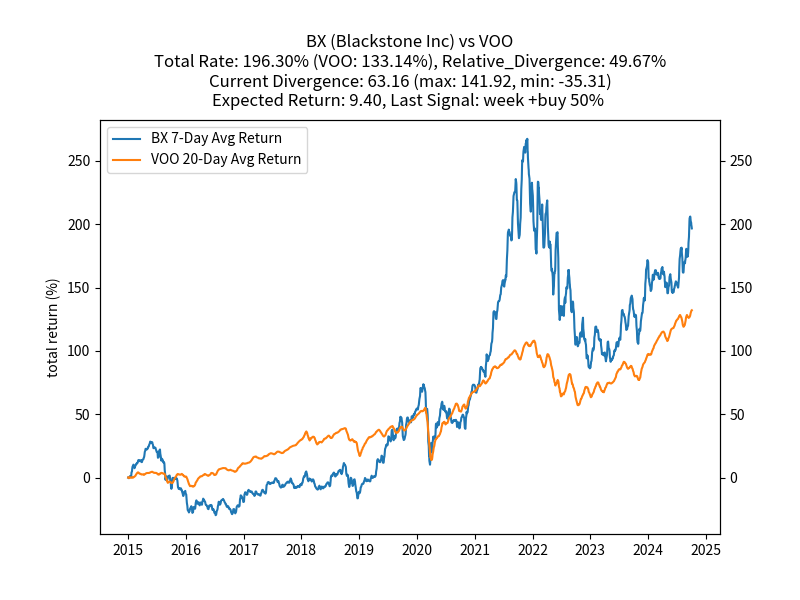 BX (Blackstone Inc) vs VOO
Total Rate: 196.30% (VOO: 133.14%), Relative_Divergence: 49.67%
Current Divergence: 63.16 (max: 141.92, min: -35.31)
Expected Return: 9.40, Last Signal: week +buy 50%
BX 7-Day Avg Return
VOO 20-Day Avg Return
total return (%)
250
200
150
100
50
0
250
200
150
100
50
0
2015 2016 2017 2018 2019 2020 2021 2022 2023 2024 2025